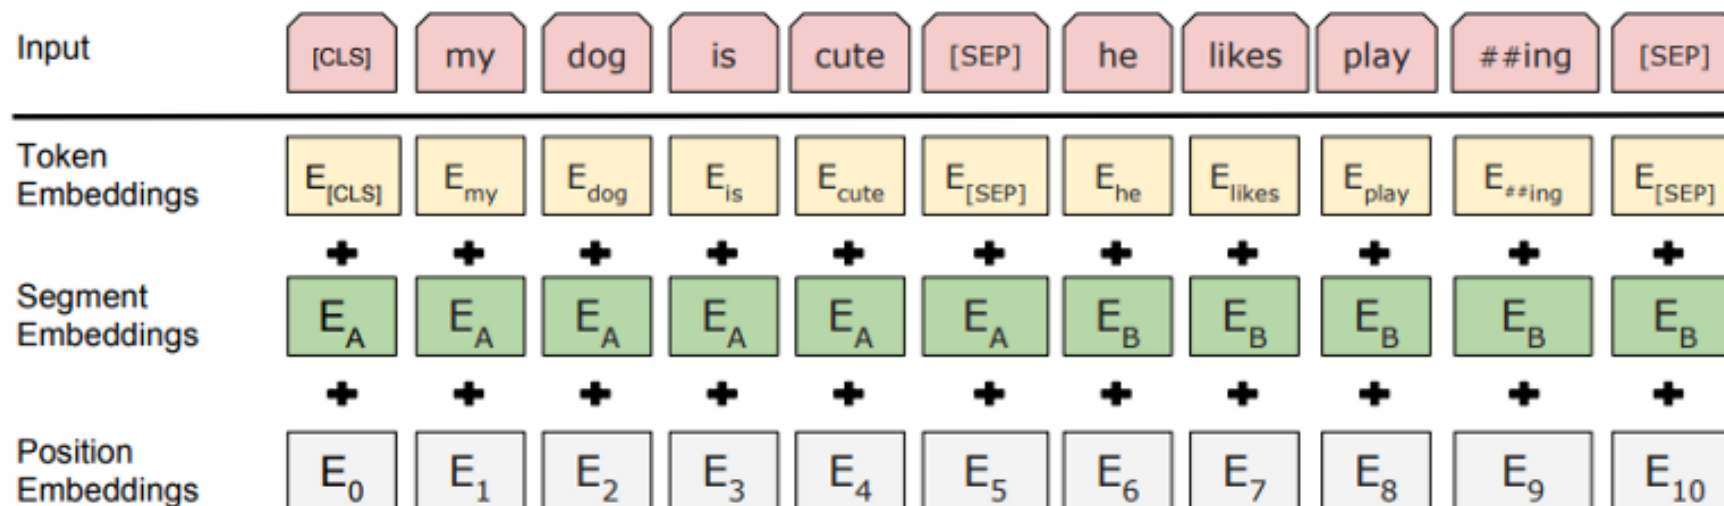 Input [CLS] my dog is cute [SEP] he likes play ##ing [SEP]
Token
Embeddings E[CLS] Emy Edog Eis Ecute E[SEP] Ehe Elikes Eplay E##ing E[SEP]
+ + + + + + + + + + +
Segment
Embeddings EA EA EA EA EA EA EB EB EB EB EB
+ + + + + + + + + + +
Position
Embeddings E0 E1 E2 E3 E4 E5 E6 E7 E8 E9 E10